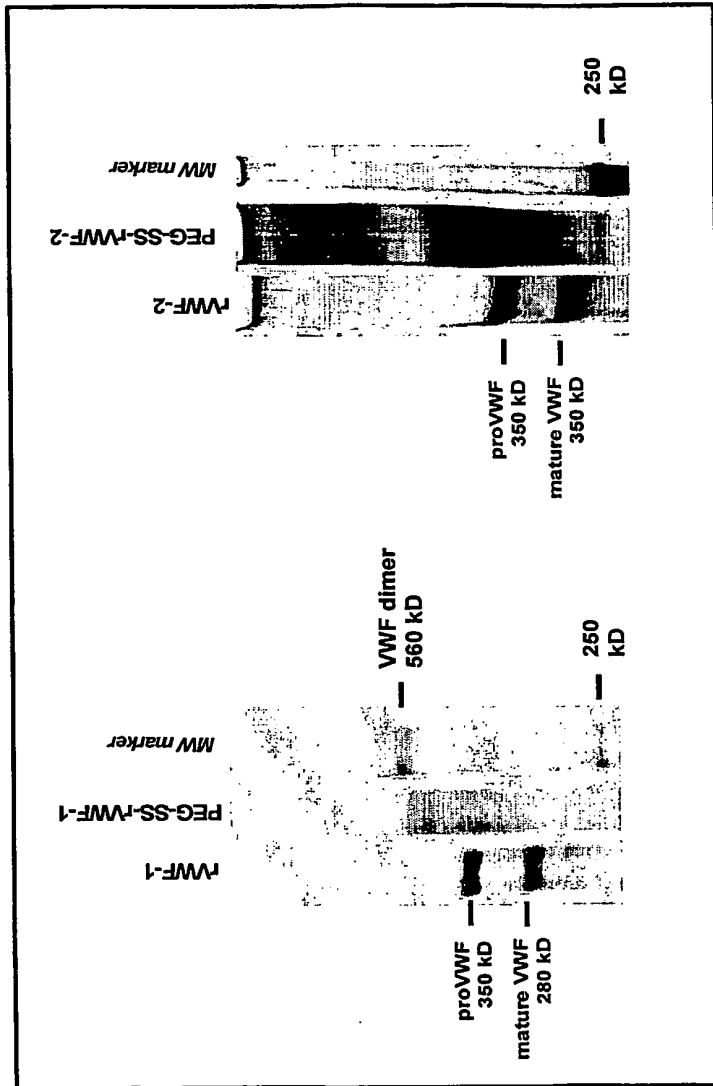 rVWF-1
PEG-SS-rVWF-1
MW marker
proVWF
350 kD
mature VWF
280 kD
VWF dimer
560 kD
250
kD
rVWF-2
PEG-SS-rVWF-2
MW marker
proVWF
350 kD
mature VWF
350 kD
250
kD